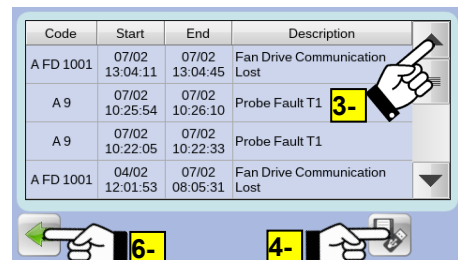 Code Start End Description
A FD 1001 07/02 13:04:11 07/02 13:04:45 Fan Drive Communication Lost
A 9 07/02 10:25:54 07/02 10:26:10 Probe Fault T1
A 9 07/02 10:22:05 07/02 10:22:33 Probe Fault T1
A FD 1001 04/02 12:01:53 07/02 08:05:31 Fan Drive Communication Lost
3-
6- 4-